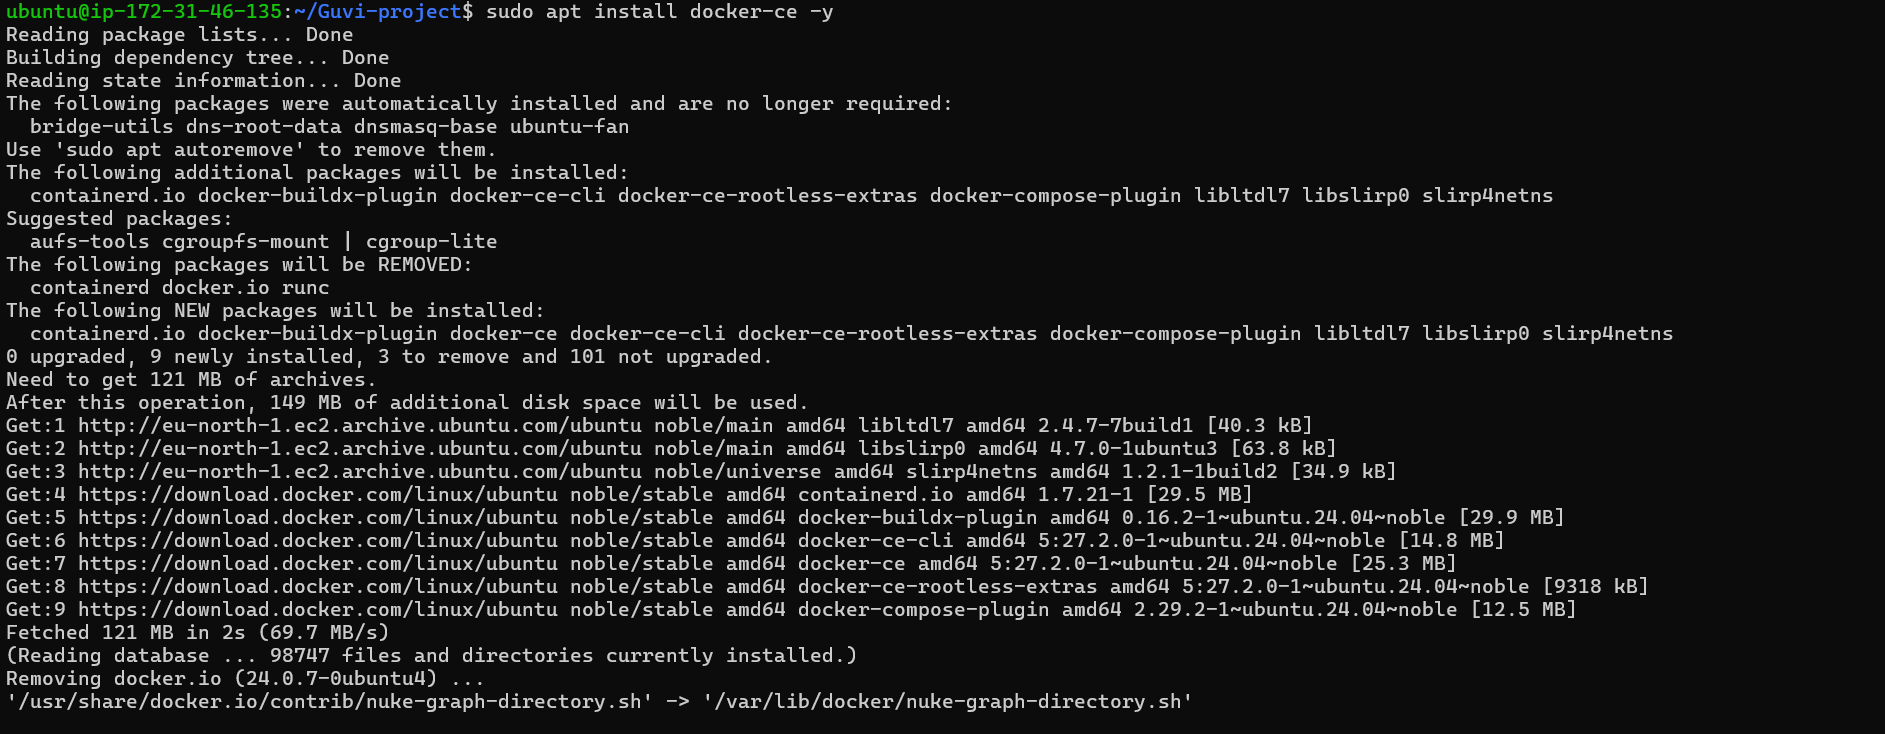 ubuntu@ip-172-31-46-135:~/Guvi-project$ sudo apt install docker-ce -y
Reading package lists... Done
Building dependency tree... Done
Reading state information... Done
The following packages were automatically installed and are no longer required:
  bridge-utils dns-root-data dnsmasq-base ubuntu-fan
Use 'sudo apt autoremove' to remove them.
The following additional packages will be installed:
  containerd.io docker-buildx-plugin docker-ce-cli docker-ce-rootless-extras docker-compose-plugin libltdl7 libslirp0 slirp4netns
Suggested packages:
  aufs-tools cgroupfs-mount | cgroup-lite
The following packages will be REMOVED:
  containerd docker.io runc
The following NEW packages will be installed:
  containerd.io docker-buildx-plugin docker-ce docker-ce-cli docker-ce-rootless-extras docker-compose-plugin libltdl7 libslirp0 slirp4netns
0 upgraded, 9 newly installed, 3 to remove and 101 not upgraded.
Need to get 121 MB of archives.
After this operation, 149 MB of additional disk space will be used.
Get:1 http://eu-north-1.ec2.archive.ubuntu.com/ubuntu noble/main amd64 libltdl7 amd64 2.4.7-7build1 [40.3 kB]
Get:2 http://eu-north-1.ec2.archive.ubuntu.com/ubuntu noble/main amd64 libslirp0 amd64 4.7.0-1ubuntu3 [63.8 kB]
Get:3 http://eu-north-1.ec2.archive.ubuntu.com/ubuntu noble/universe amd64 slirp4netns amd64 1.2.1-1build2 [34.9 kB]
Get:4 https://download.docker.com/linux/ubuntu noble/stable amd64 containerd.io amd64 1.7.21-1 [29.5 MB]
Get:5 https://download.docker.com/linux/ubuntu noble/stable amd64 docker-buildx-plugin amd64 0.16.2-1~ubuntu.24.04~noble [29.9 MB]
Get:6 https://download.docker.com/linux/ubuntu noble/stable amd64 docker-ce-cli amd64 5:27.2.0-1~ubuntu.24.04~noble [14.8 MB]
Get:7 https://download.docker.com/linux/ubuntu noble/stable amd64 docker-ce amd64 5:27.2.0-1~ubuntu.24.04~noble [25.3 MB]
Get:8 https://download.docker.com/linux/ubuntu noble/stable amd64 docker-ce-rootless-extras amd64 5:27.2.0-1~ubuntu.24.04~noble [9318 kB]
Get:9 https://download.docker.com/linux/ubuntu noble/stable amd64 docker-compose-plugin amd64 2.29.2-1~ubuntu.24.04~noble [12.5 MB]
Fetched 121 MB in 2s (69.7 MB/s)
(Reading database ... 98747 files and directories currently installed.)
Removing docker.io (24.0.7-0ubuntu4) ...
'/usr/share/docker.io/contrib/nuke-graph-directory.sh' -> '/var/lib/docker/nuke-graph-directory.sh'